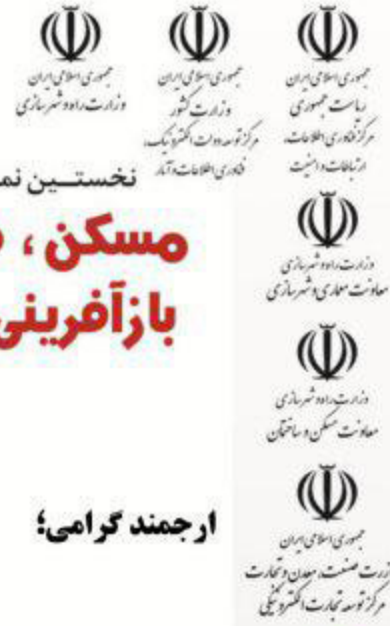 جمهوری اسلامی ایران
ریاست جمهوری
مرکز فناوری اطلاعات،
ارتباطات و امنیت
جمهوری اسلامی ایران
وزارت کشور
مرکز توسعه دولت الکترونیک،
فناوری اطلاعات و آمار
جمهوری اسلامی ایران
وزارت راه و شهرسازی
نخستین نم
مسکن ،
بازآفرینی
وزارت راه و شهرسازی
معاونت معماری و شهرسازی
وزارت راه و شهرسازی
معاونت مسکن و ساختمان
ارجمند گرامی؛
جمهوری اسلامی ایران
زرت صنعت، معدن و تجارت
مرکز توسعه تجارت الکترونیکی